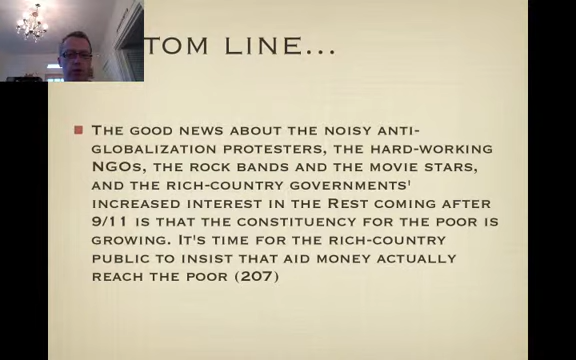 TOM LINE...
THE GOOD NEWS ABOUT THE NOISY ANTI-
GLOBALIZATION PROTESTERS, THE HARD-WORKING
NGOS, THE ROCK BANDS AND THE MOVIE STARS,
AND THE RICH-COUNTRY GOVERNMENTS'
INCREASED INTEREST IN THE REST COMING AFTER
9/11 IS THAT THE CONSTITUENCY FOR THE POOR IS
GROWING. IT'S TIME FOR THE RICH-COUNTRY
PUBLIC TO INSIST THAT AID MONEY ACTUALLY
REACH THE POOR (207)